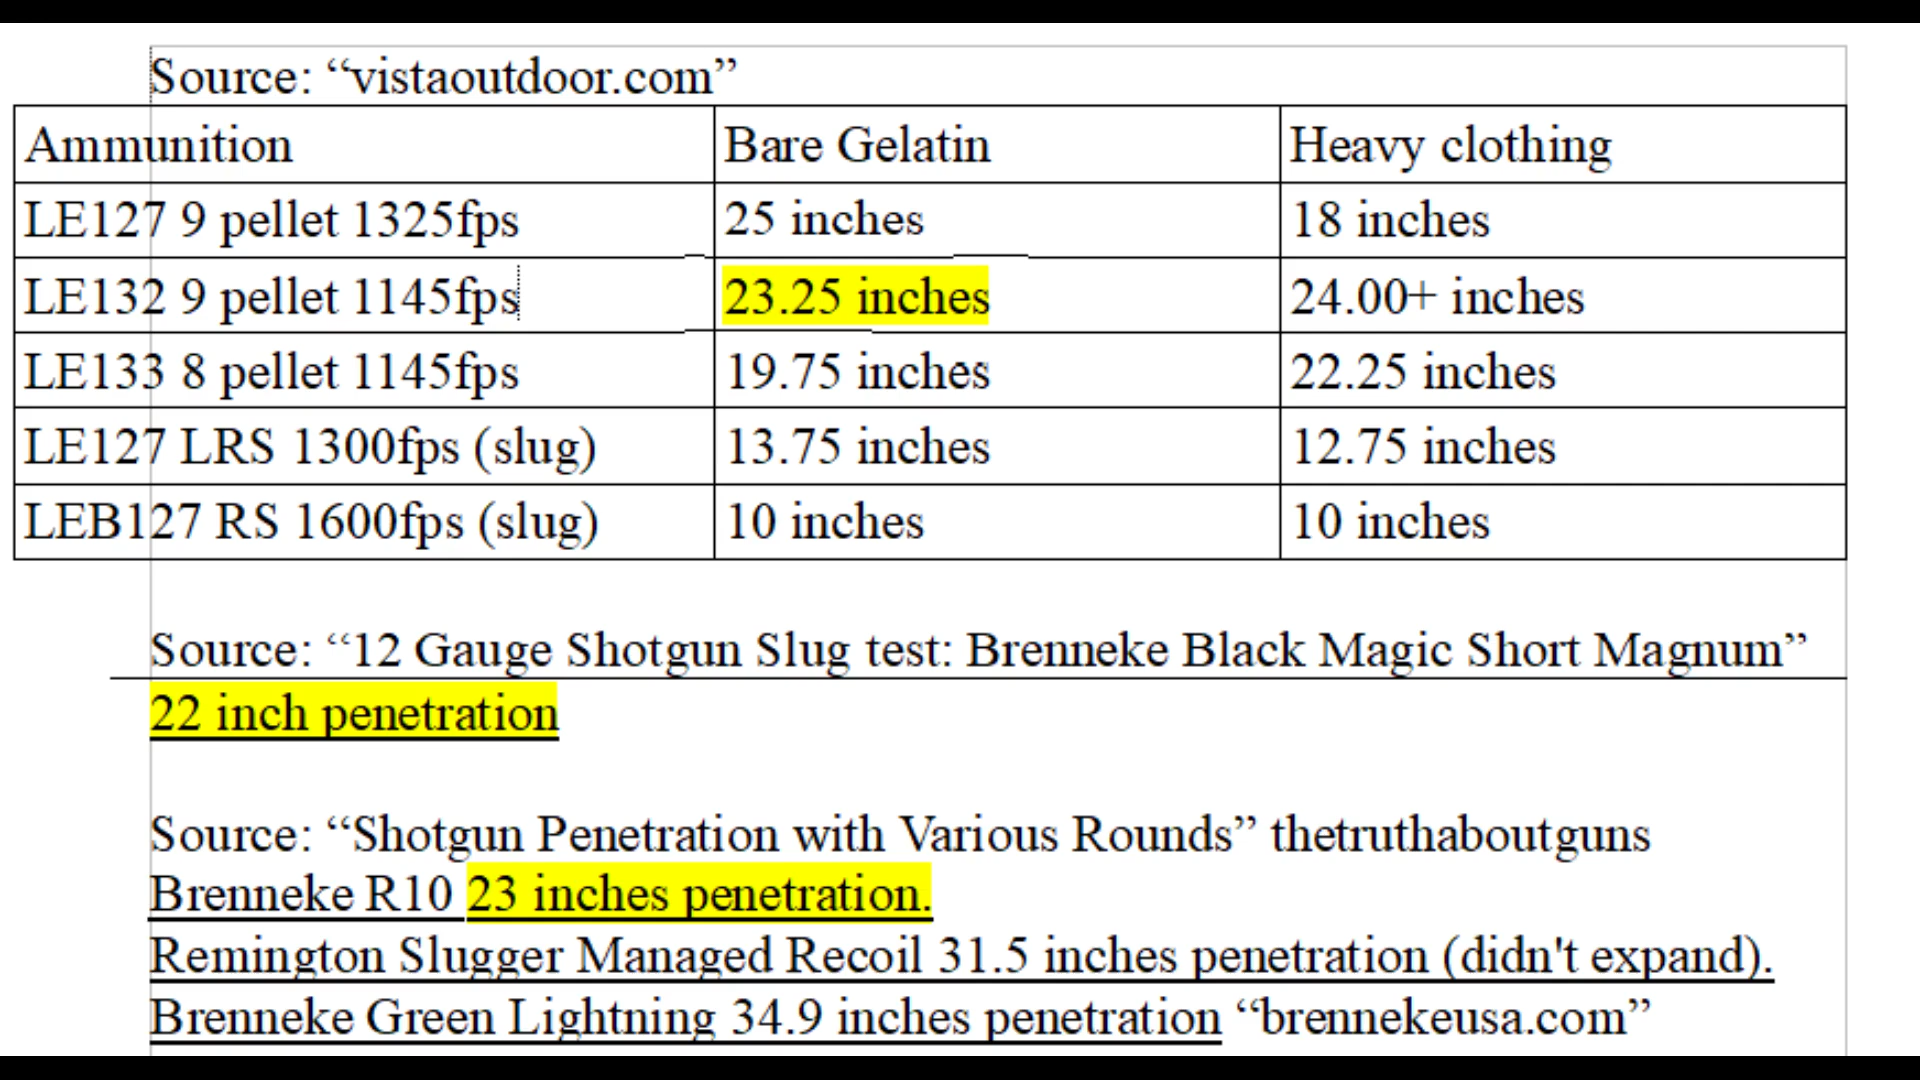 Source: “vistaoutdoor.com”
Ammunition Bare Gelatin Heavy clothing
LE127 9 pellet 1325fps 25 inches 18 inches
LE132 9 pellet 1145fps 23.25 inches 24.00+ inches
LE133 8 pellet 1145fps 19.75 inches 22.25 inches
LE127 LRS 1300fps (slug) 13.75 inches 12.75 inches
LEB127 RS 1600fps (slug) 10 inches 10 inches
Source: “12 Gauge Shotgun Slug test: Brenneke Black Magic Short Magnum”
22 inch penetration
Source: “Shotgun Penetration with Various Rounds” thetruthaboutguns
Brenneke R10 23 inches penetration.
Remington Slugger Managed Recoil 31.5 inches penetration (didn't expand).
Brenneke Green Lightning 34.9 inches penetration “brennekeusa.com”